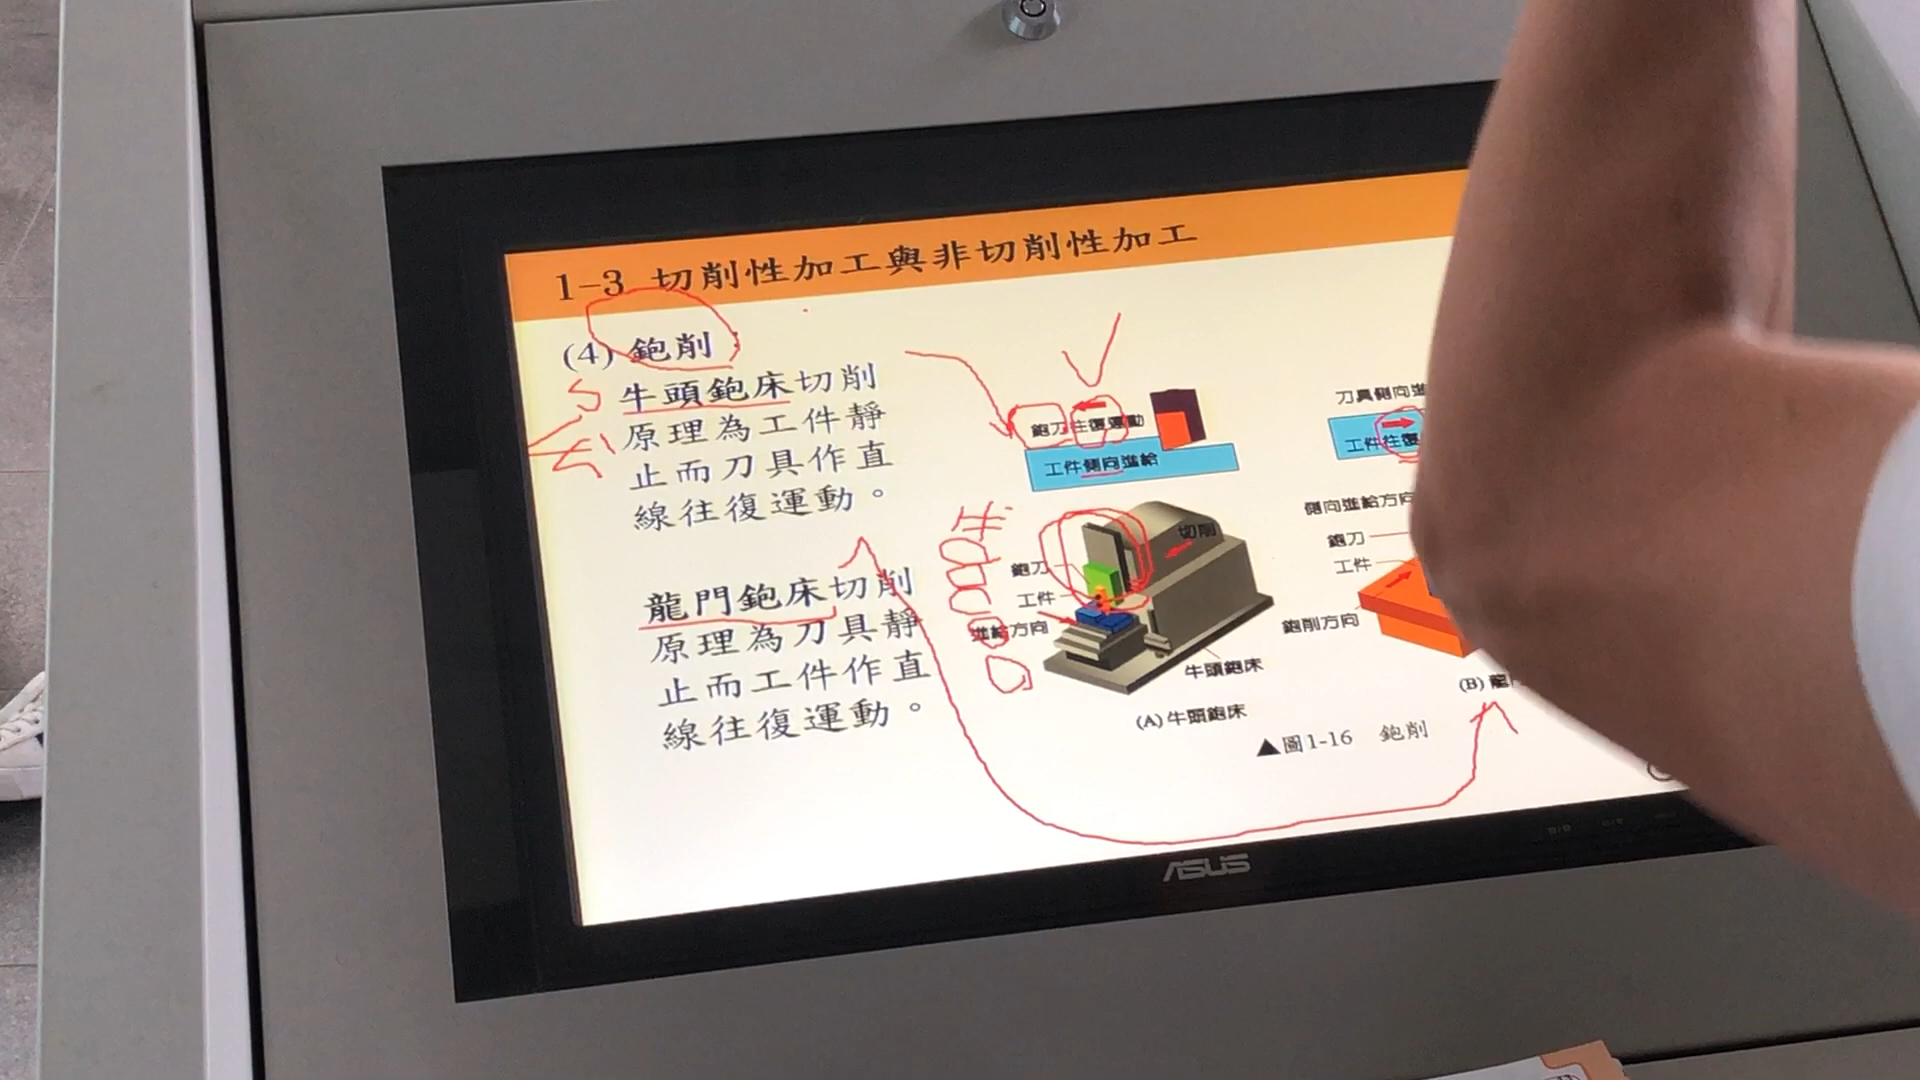 1-3 切削性加工與非切削性加工
(4) 鉋削
牛頭鉋床切削
原理為工件靜
止而刀具作直
線往復運動。
龍門鉋床切削
原理為刀具靜
止而工件作直
線往復運動。
鉋刀往復運動
工件側向進給
切削
鉋刀
工件
進給方向
牛頭鉋床
(A) 牛頭鉋床
刀具側向進
工件往復
側向進給方向
鉋刀
工件
鉋削方向
(B) 龍
▲圖1-16 鉋削
ASUS